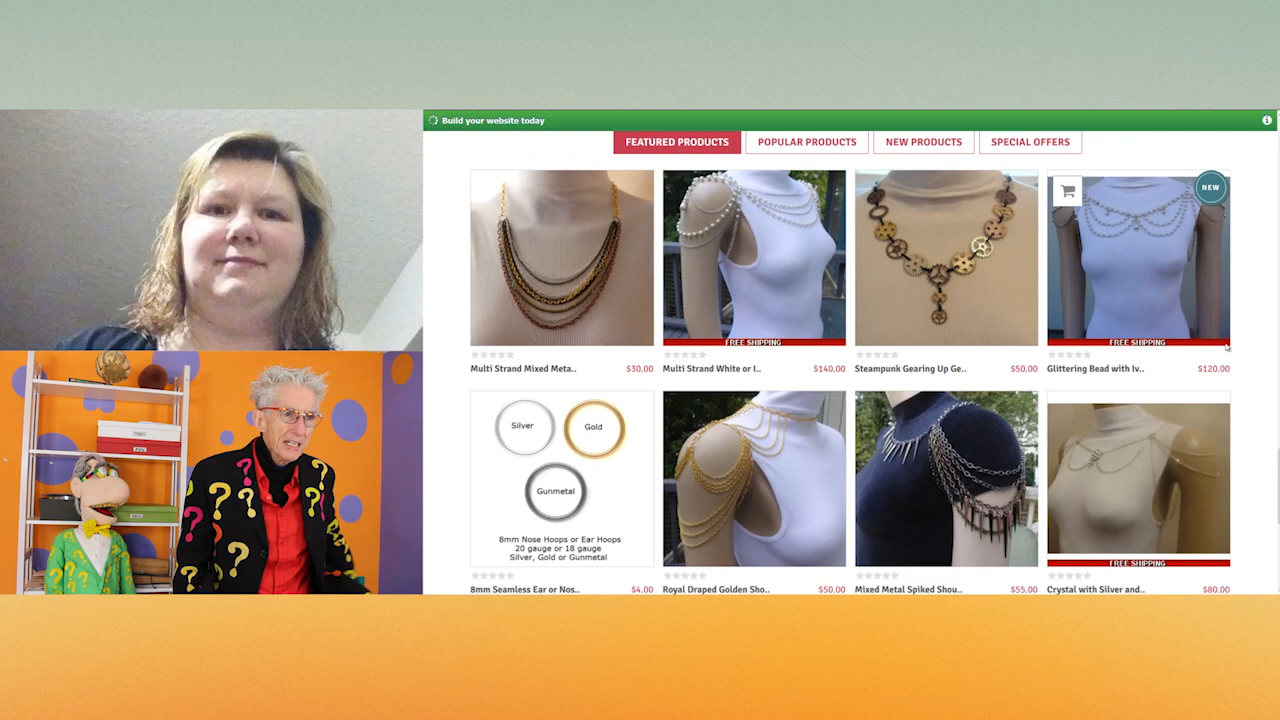 Build your website today
FEATURED PRODUCTS
POPULAR PRODUCTS
NEW PRODUCTS
SPECIAL OFFERS
NEW
FREE SHIPPING
FREE SHIPPING
Multi Strand Mixed Meta.. $30.00
Multi Strand White or I.. $140.00
Steampunk Gearing Up Ge.. $50.00
Glittering Bead with Iv.. $120.00
Silver
Gold
Gunmetal
8mm Nose Hoops or Ear Hoops
20 gauge or 18 gauge
Silver, Gold or Gunmetal
FREE SHIPPING
8mm Seamless Ear or Nos.. $4.00
Royal Draped Golden Sho.. $50.00
Mixed Metal Spiked Shou.. $55.00
Crystal with Silver and.. $80.00